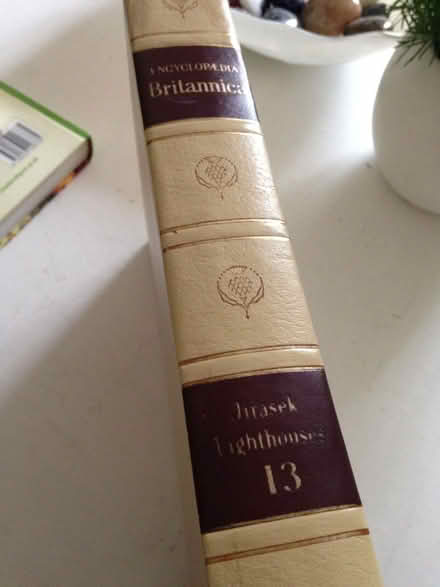 ENCYCLOPÆDIA
Britannica
Jirasek
Lighthouses
13